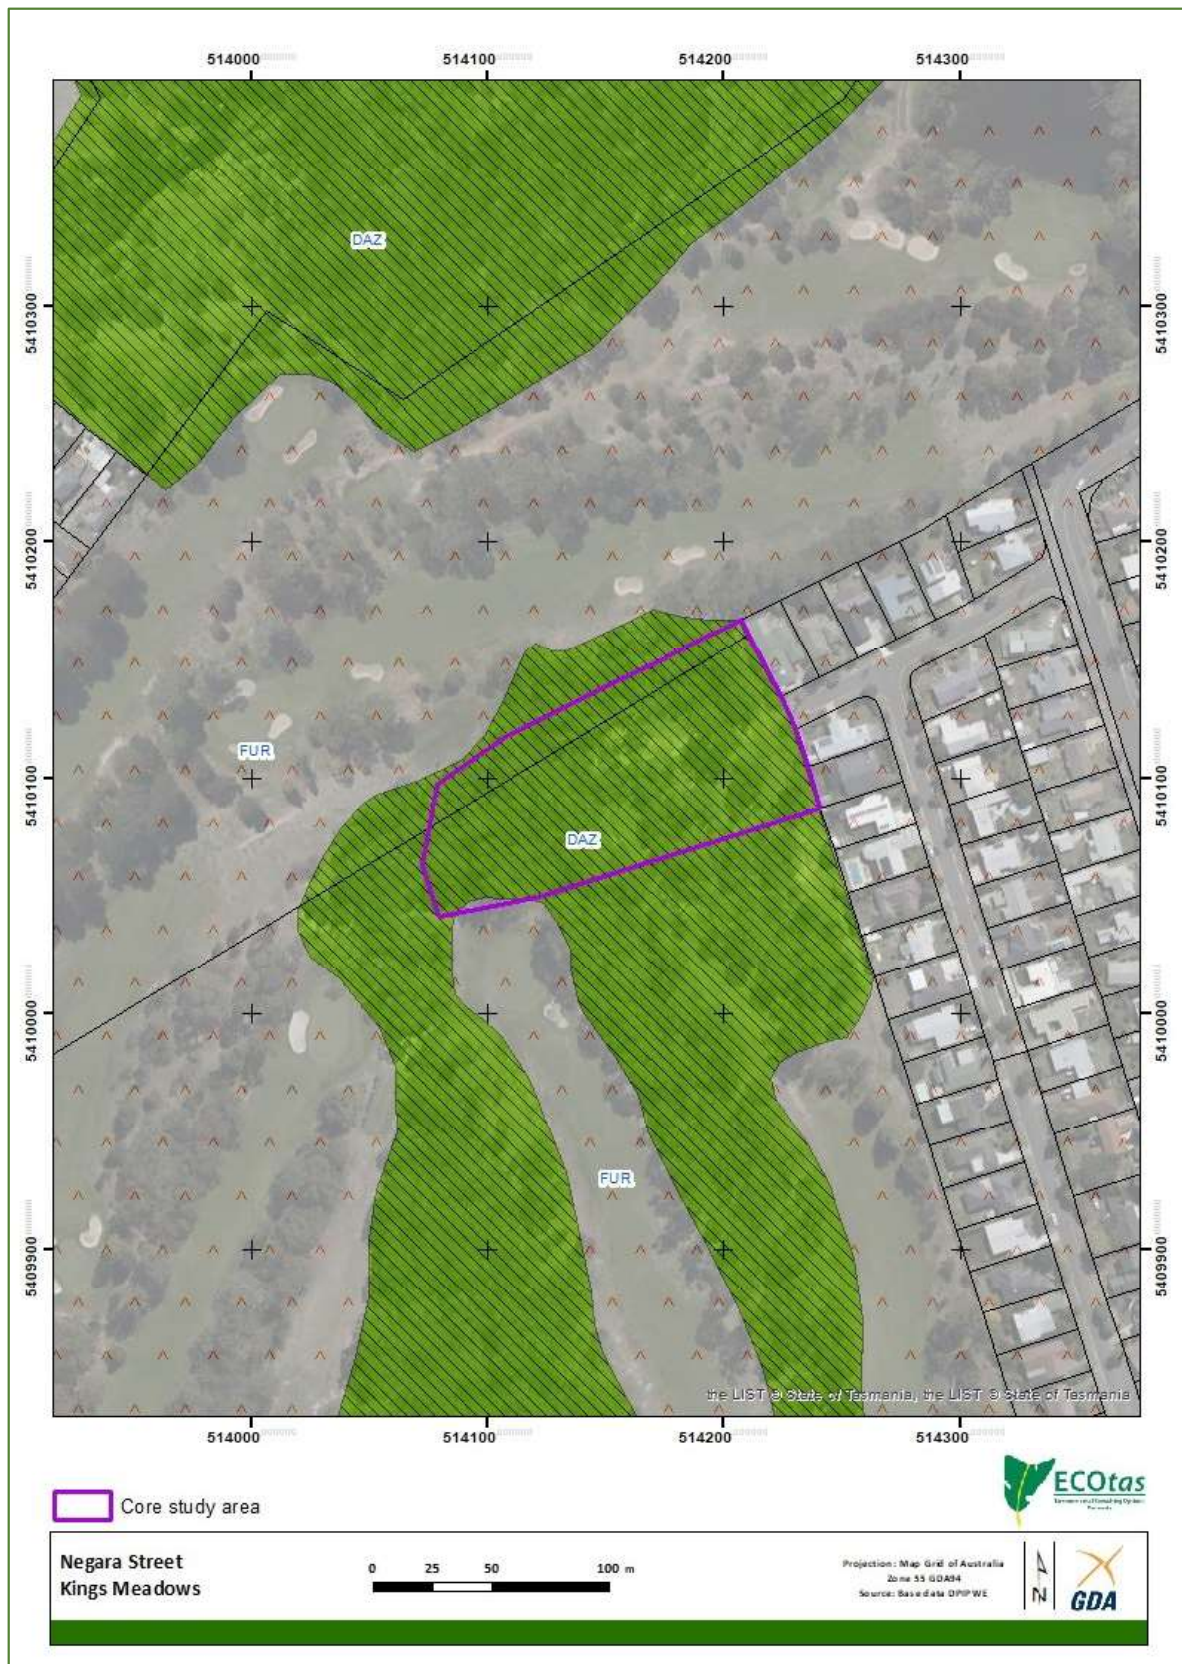 514000 514100 514200 514300
DAZ
5410300 5410300
5410200 5410200
FUR
5410100 5410100
DAZ
5410000 5410000
FUR
5409900 5409900
the LIST © State of Tasmania, the LIST © State of Tasmania
514000 514100 514200 514300
Core study area
ECOtas
Negara Street
Kings Meadows
0 25 50 100 m
Projection: Map Grid of Australia
Zone 55 GDA94
Source: Base data DPIPWE
N
GDA